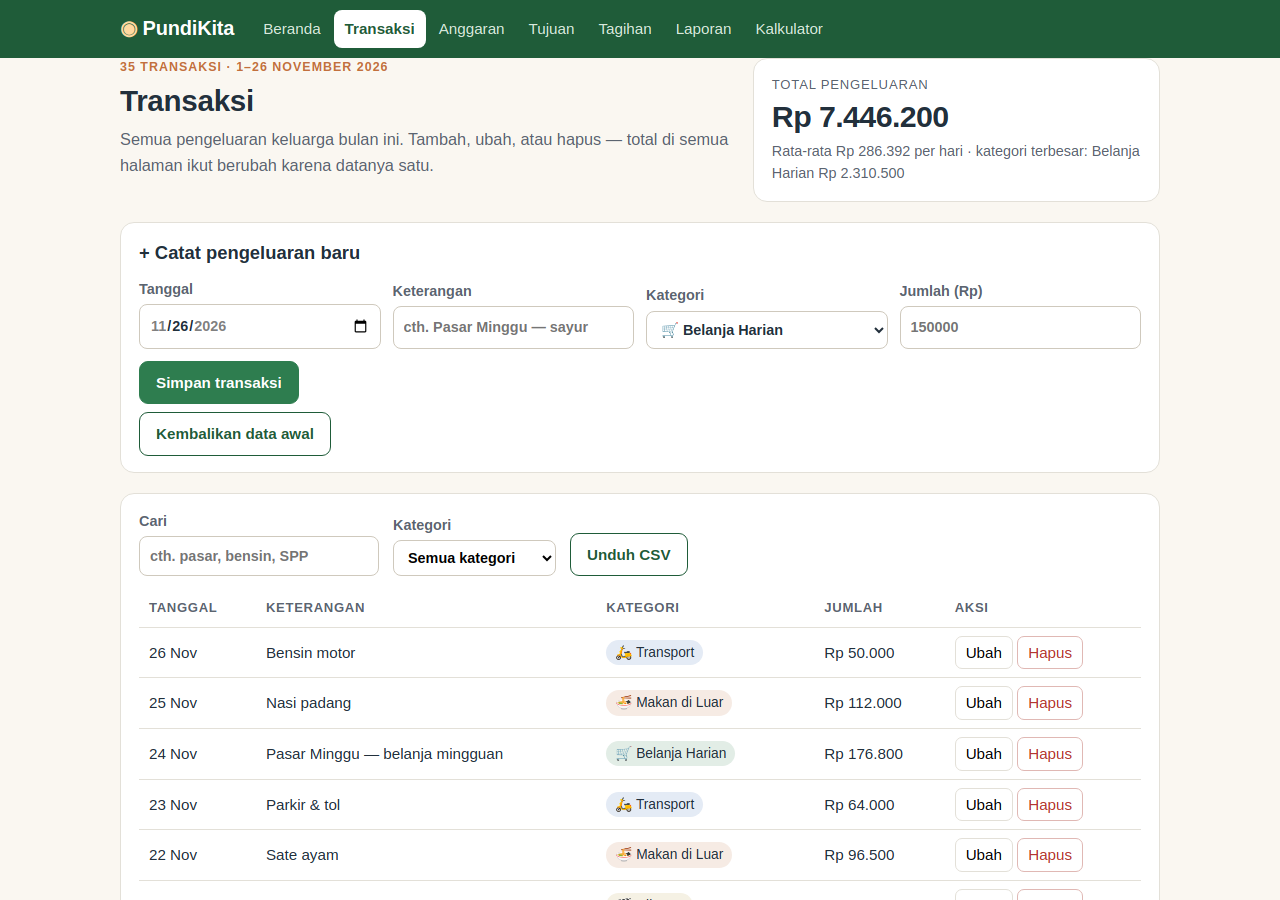 PundiKita Beranda Transaksi Anggaran Tujuan Tagihan Laporan Kalkulator
35 TRANSAKSI · 1–26 NOVEMBER 2026
Transaksi
Semua pengeluaran keluarga bulan ini. Tambah, ubah, atau hapus — total di semua
halaman ikut berubah karena datanya satu.
TOTAL PENGELUARAN
Rp 7.446.200
Rata-rata Rp 286.392 per hari · kategori terbesar: Belanja
Harian Rp 2.310.500
+ Catat pengeluaran baru
Tanggal Keterangan Kategori Jumlah (Rp)
11/26/2026 cth. Pasar Minggu — sayur 🛒 Belanja Harian 150000
Simpan transaksi
Kembalikan data awal
Cari Kategori
cth. pasar, bensin, SPP Semua kategori Unduh CSV
TANGGAL KETERANGAN KATEGORI JUMLAH AKSI
26 Nov Bensin motor 🛵 Transport Rp 50.000 Ubah Hapus
25 Nov Nasi padang 🍜 Makan di Luar Rp 112.000 Ubah Hapus
24 Nov Pasar Minggu — belanja mingguan 🛒 Belanja Harian Rp 176.800 Ubah Hapus
23 Nov Parkir & tol 🛵 Transport Rp 64.000 Ubah Hapus
22 Nov Sate ayam 🍜 Makan di Luar Rp 96.500 Ubah Hapus